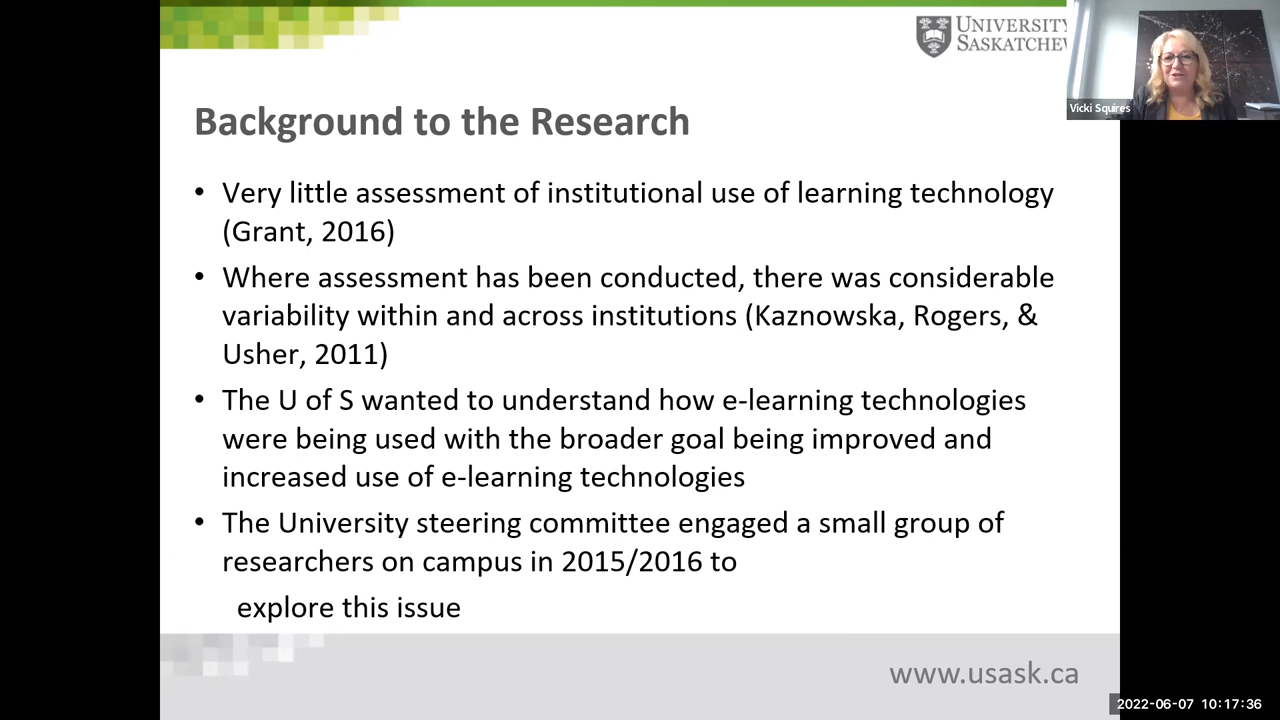 UNIVERSITY
SASKATCHEW
Vicki Squires
Background to the Research
• Very little assessment of institutional use of learning technology
(Grant, 2016)
• Where assessment has been conducted, there was considerable
variability within and across institutions (Kaznowska, Rogers, &
Usher, 2011)
• The U of S wanted to understand how e-learning technologies
were being used with the broader goal being improved and
increased use of e-learning technologies
• The University steering committee engaged a small group of
researchers on campus in 2015/2016 to
explore this issue
www.usask.ca
2022-06-07 10:17:36